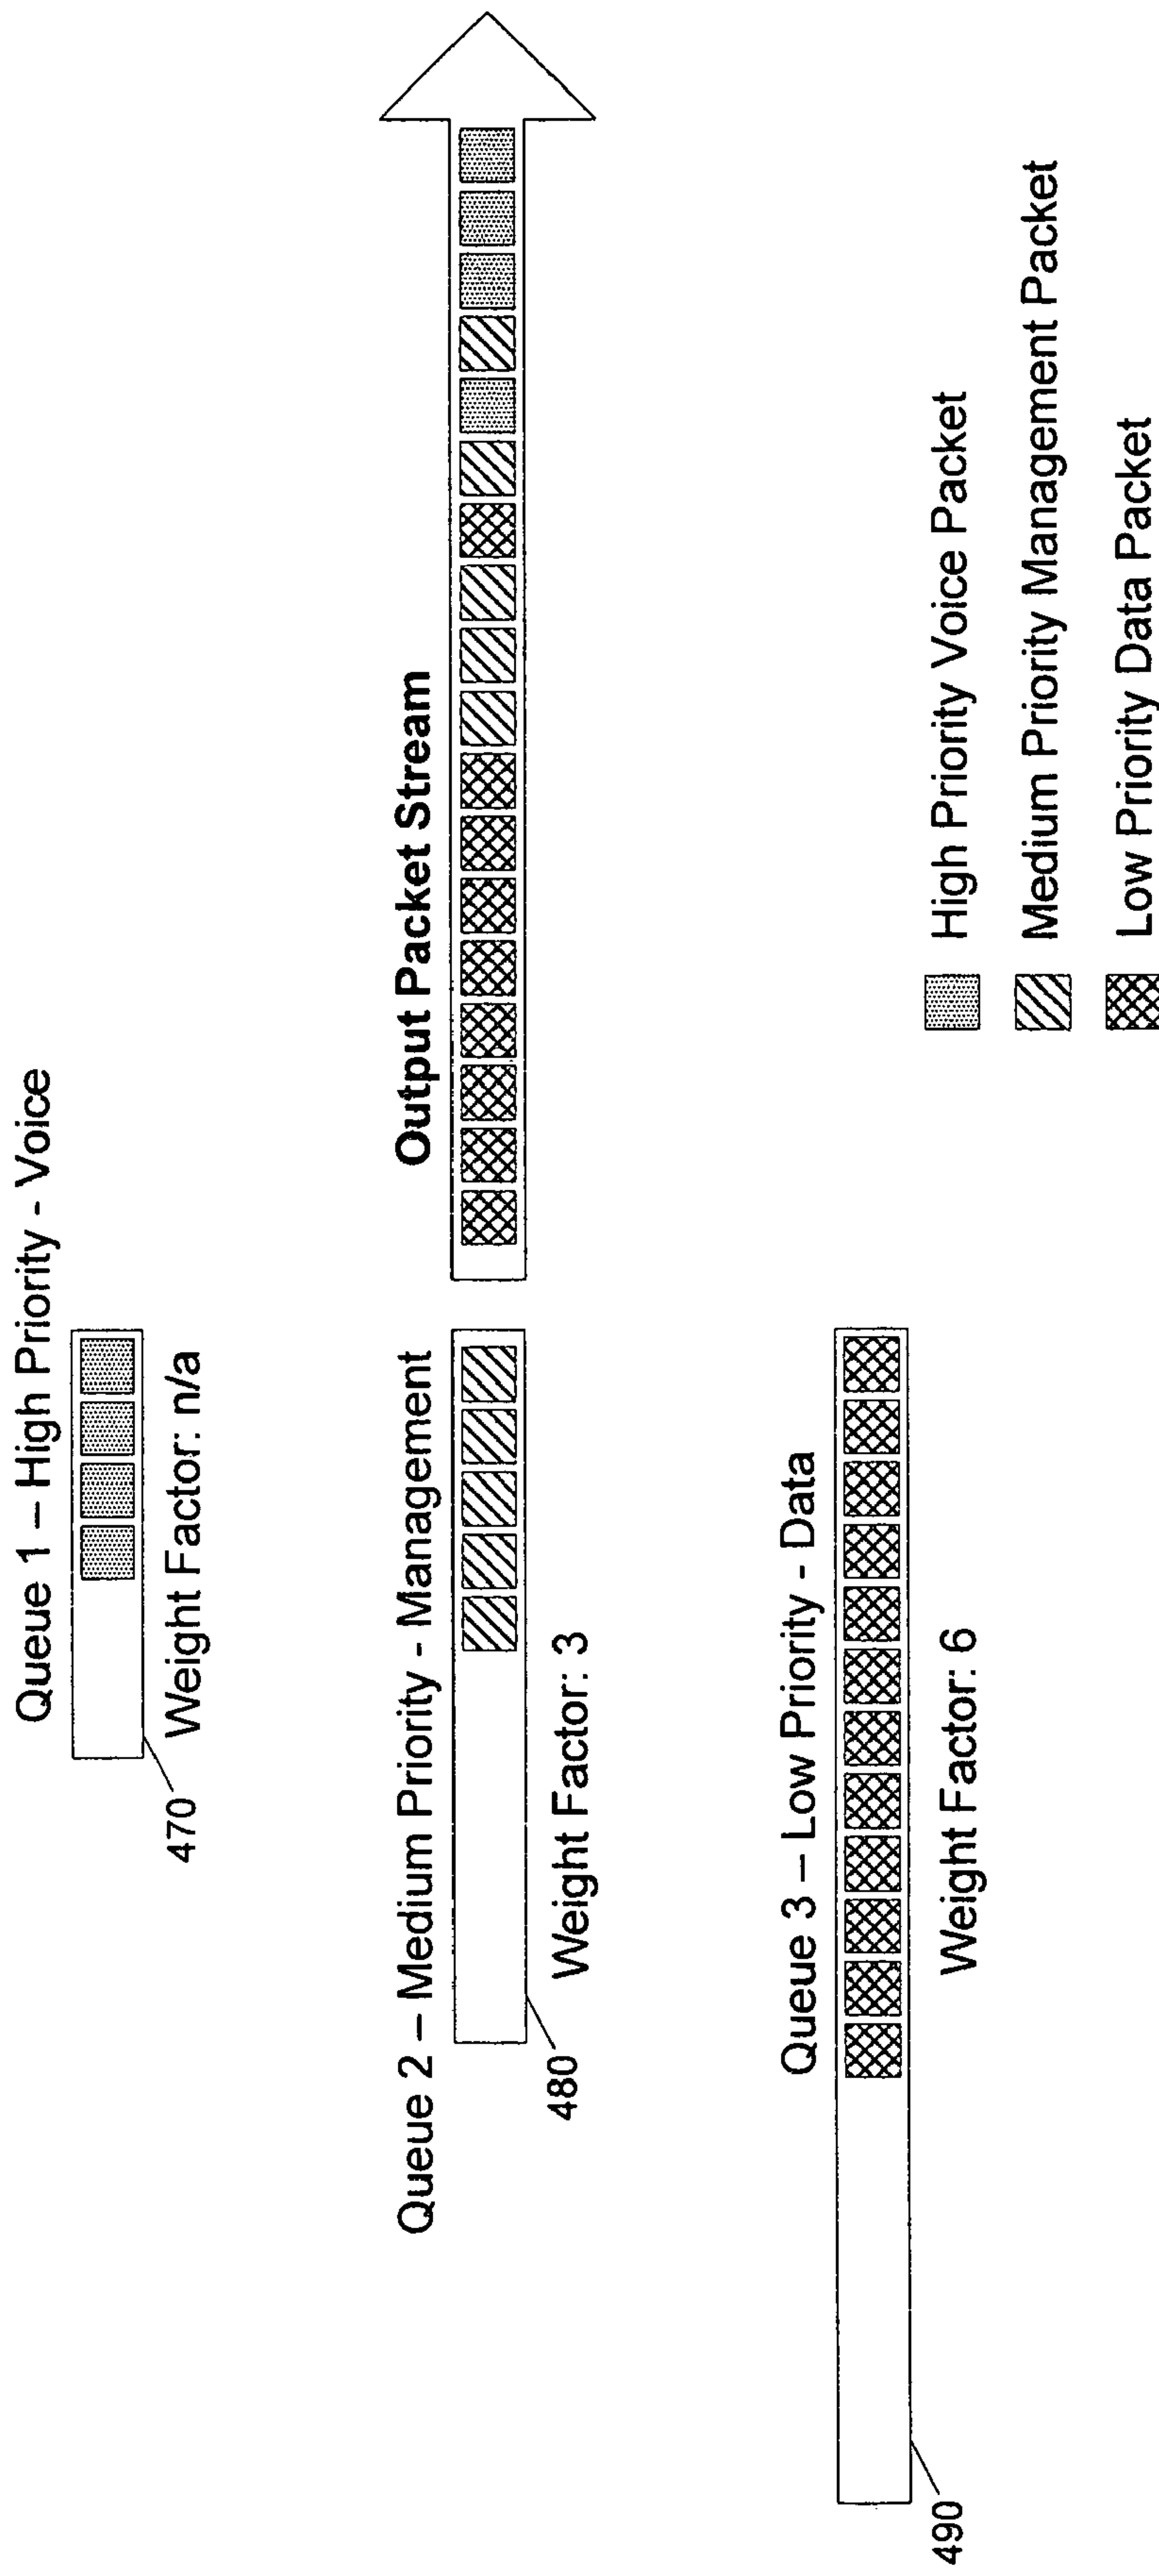 Queue 1 – High Priority - Voice
Weight Factor: n/a
470
Output Packet Stream
Queue 2 – Medium Priority - Management
Weight Factor: 3
480
Queue 3 – Low Priority - Data
Weight Factor: 6
490
High Priority Voice Packet
Medium Priority Management Packet
Low Priority Data Packet